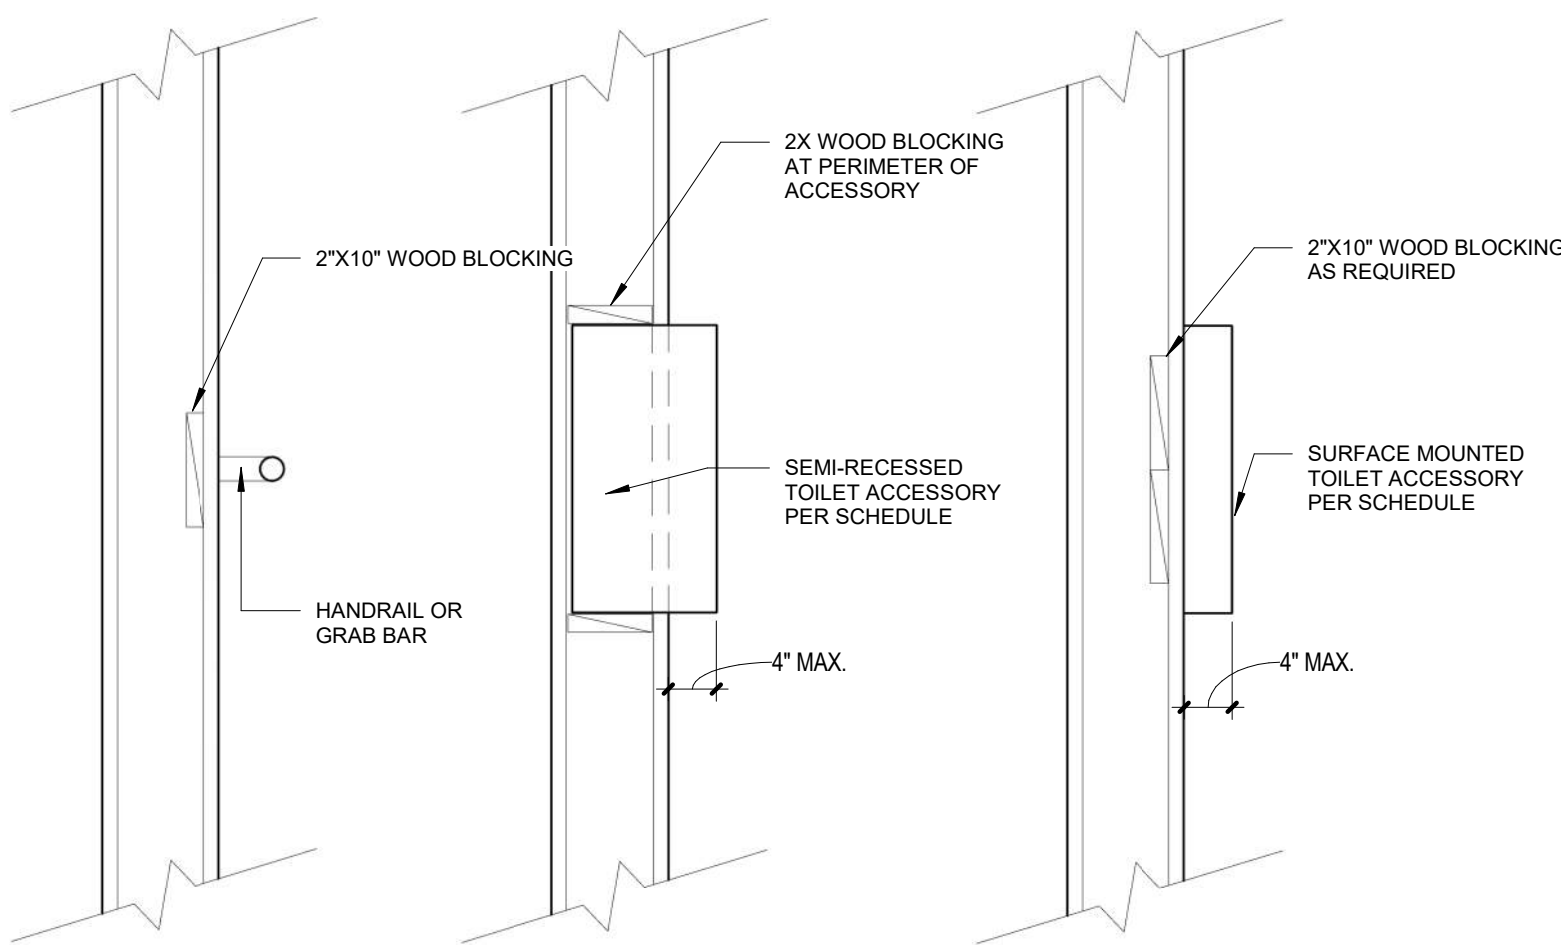 2"X10" WOOD BLOCKING
HANDRAIL OR
GRAB BAR
2X WOOD BLOCKING
AT PERIMETER OF
ACCESSORY
SEMI-RECESSED
TOILET ACCESSORY
PER SCHEDULE
4" MAX.
2"X10" WOOD BLOCKING
AS REQUIRED
SURFACE MOUNTED
TOILET ACCESSORY
PER SCHEDULE
4" MAX.